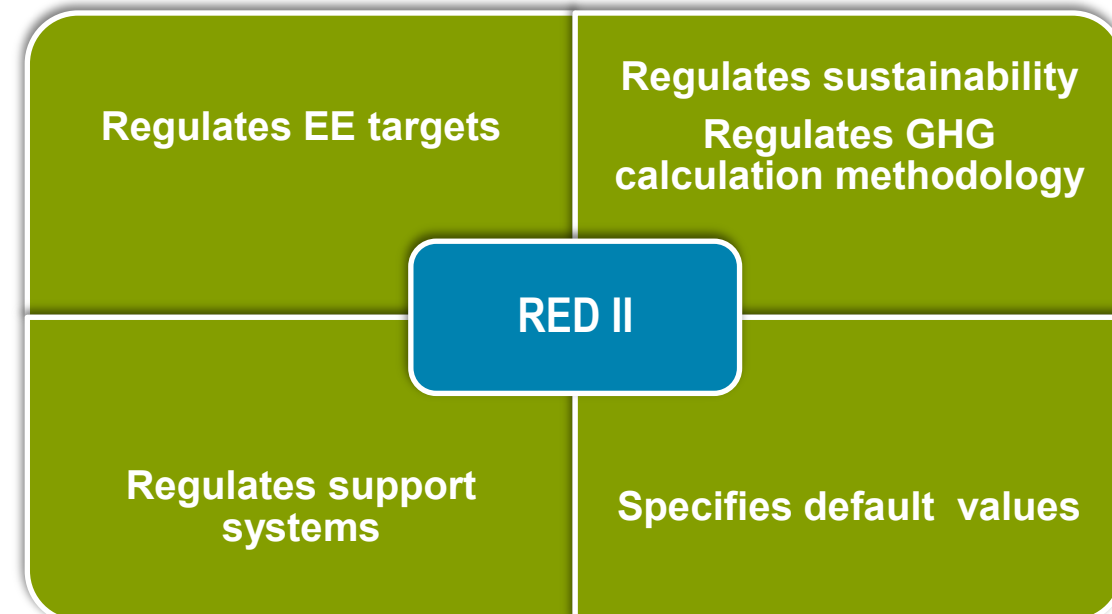 Regulates EE targets
Regulates sustainability
Regulates GHG
calculation methodology
RED II
Regulates support
systems
Specifies default  values